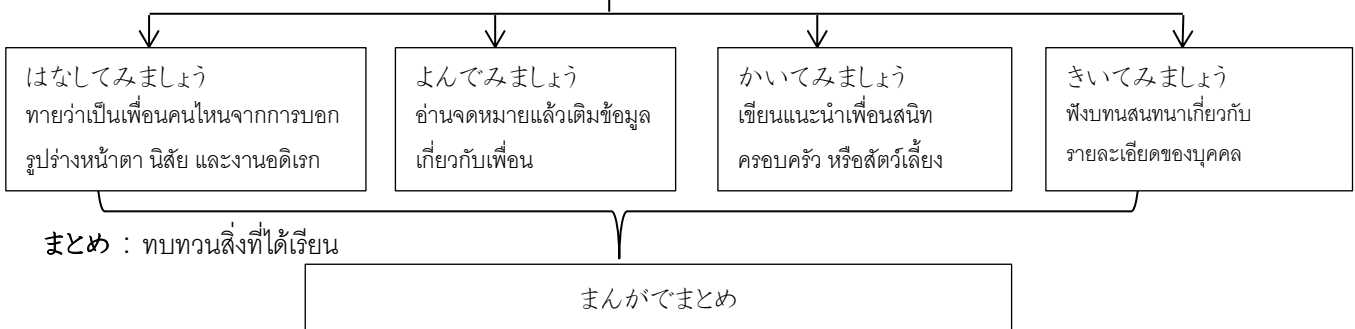 はなしてみましょう
ทายว่าเป็นเพื่อนคนไหนจากการบอก
รูปร่างหน้าตา นิสัย และงานอดิเรก
よんでみましょう
อ่านจดหมายแล้วเติมข้อมูล
เกี่ยวกับเพื่อน
かいてみましょう
เขียนแนะนำเพื่อนสนิท
ครอบครัว หรือสัตว์เลี้ยง
きいてみましょう
ฟังบทสนทนาเกี่ยวกับ
รายละเอียดของบุคคล
まとめ : ทบทวนสิ่งที่ได้เรียน
まんがでまとめ